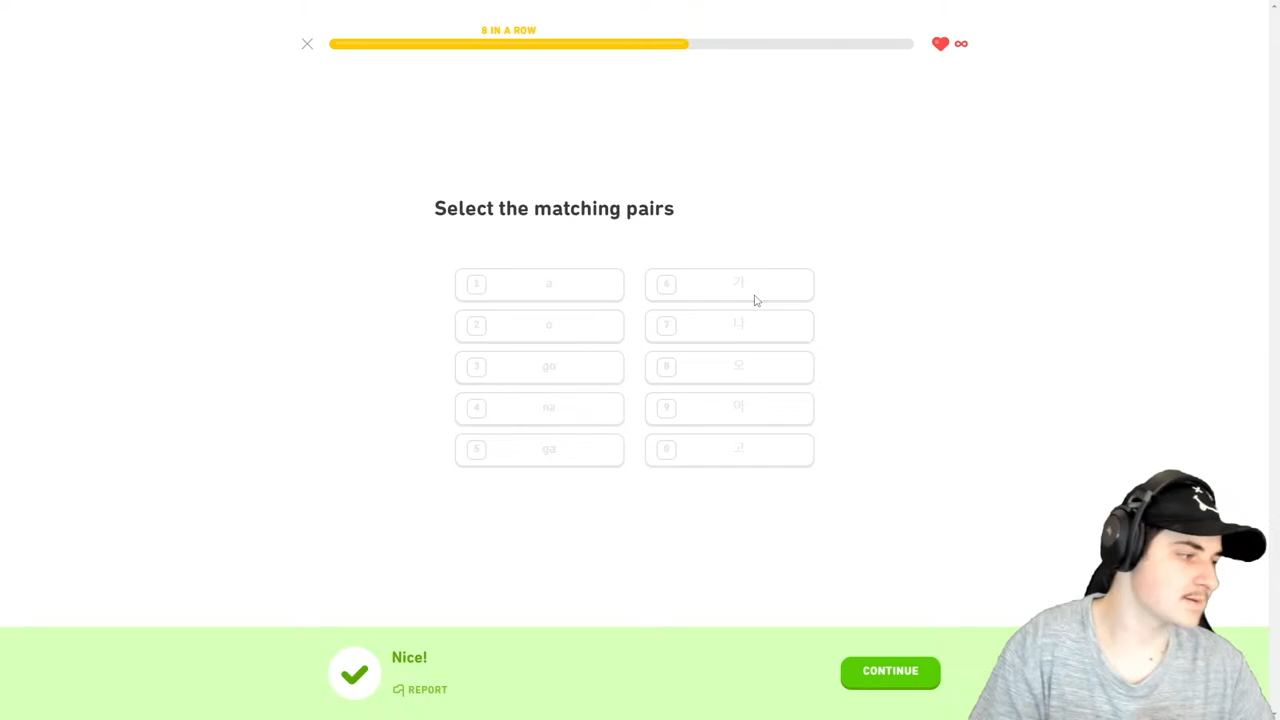 8 IN A ROW
Select the matching pairs
1 a
2 o
3 go
4 na
5 ga
6 가
7 나
8 오
9 아
0 고
Nice!
REPORT
CONTINUE